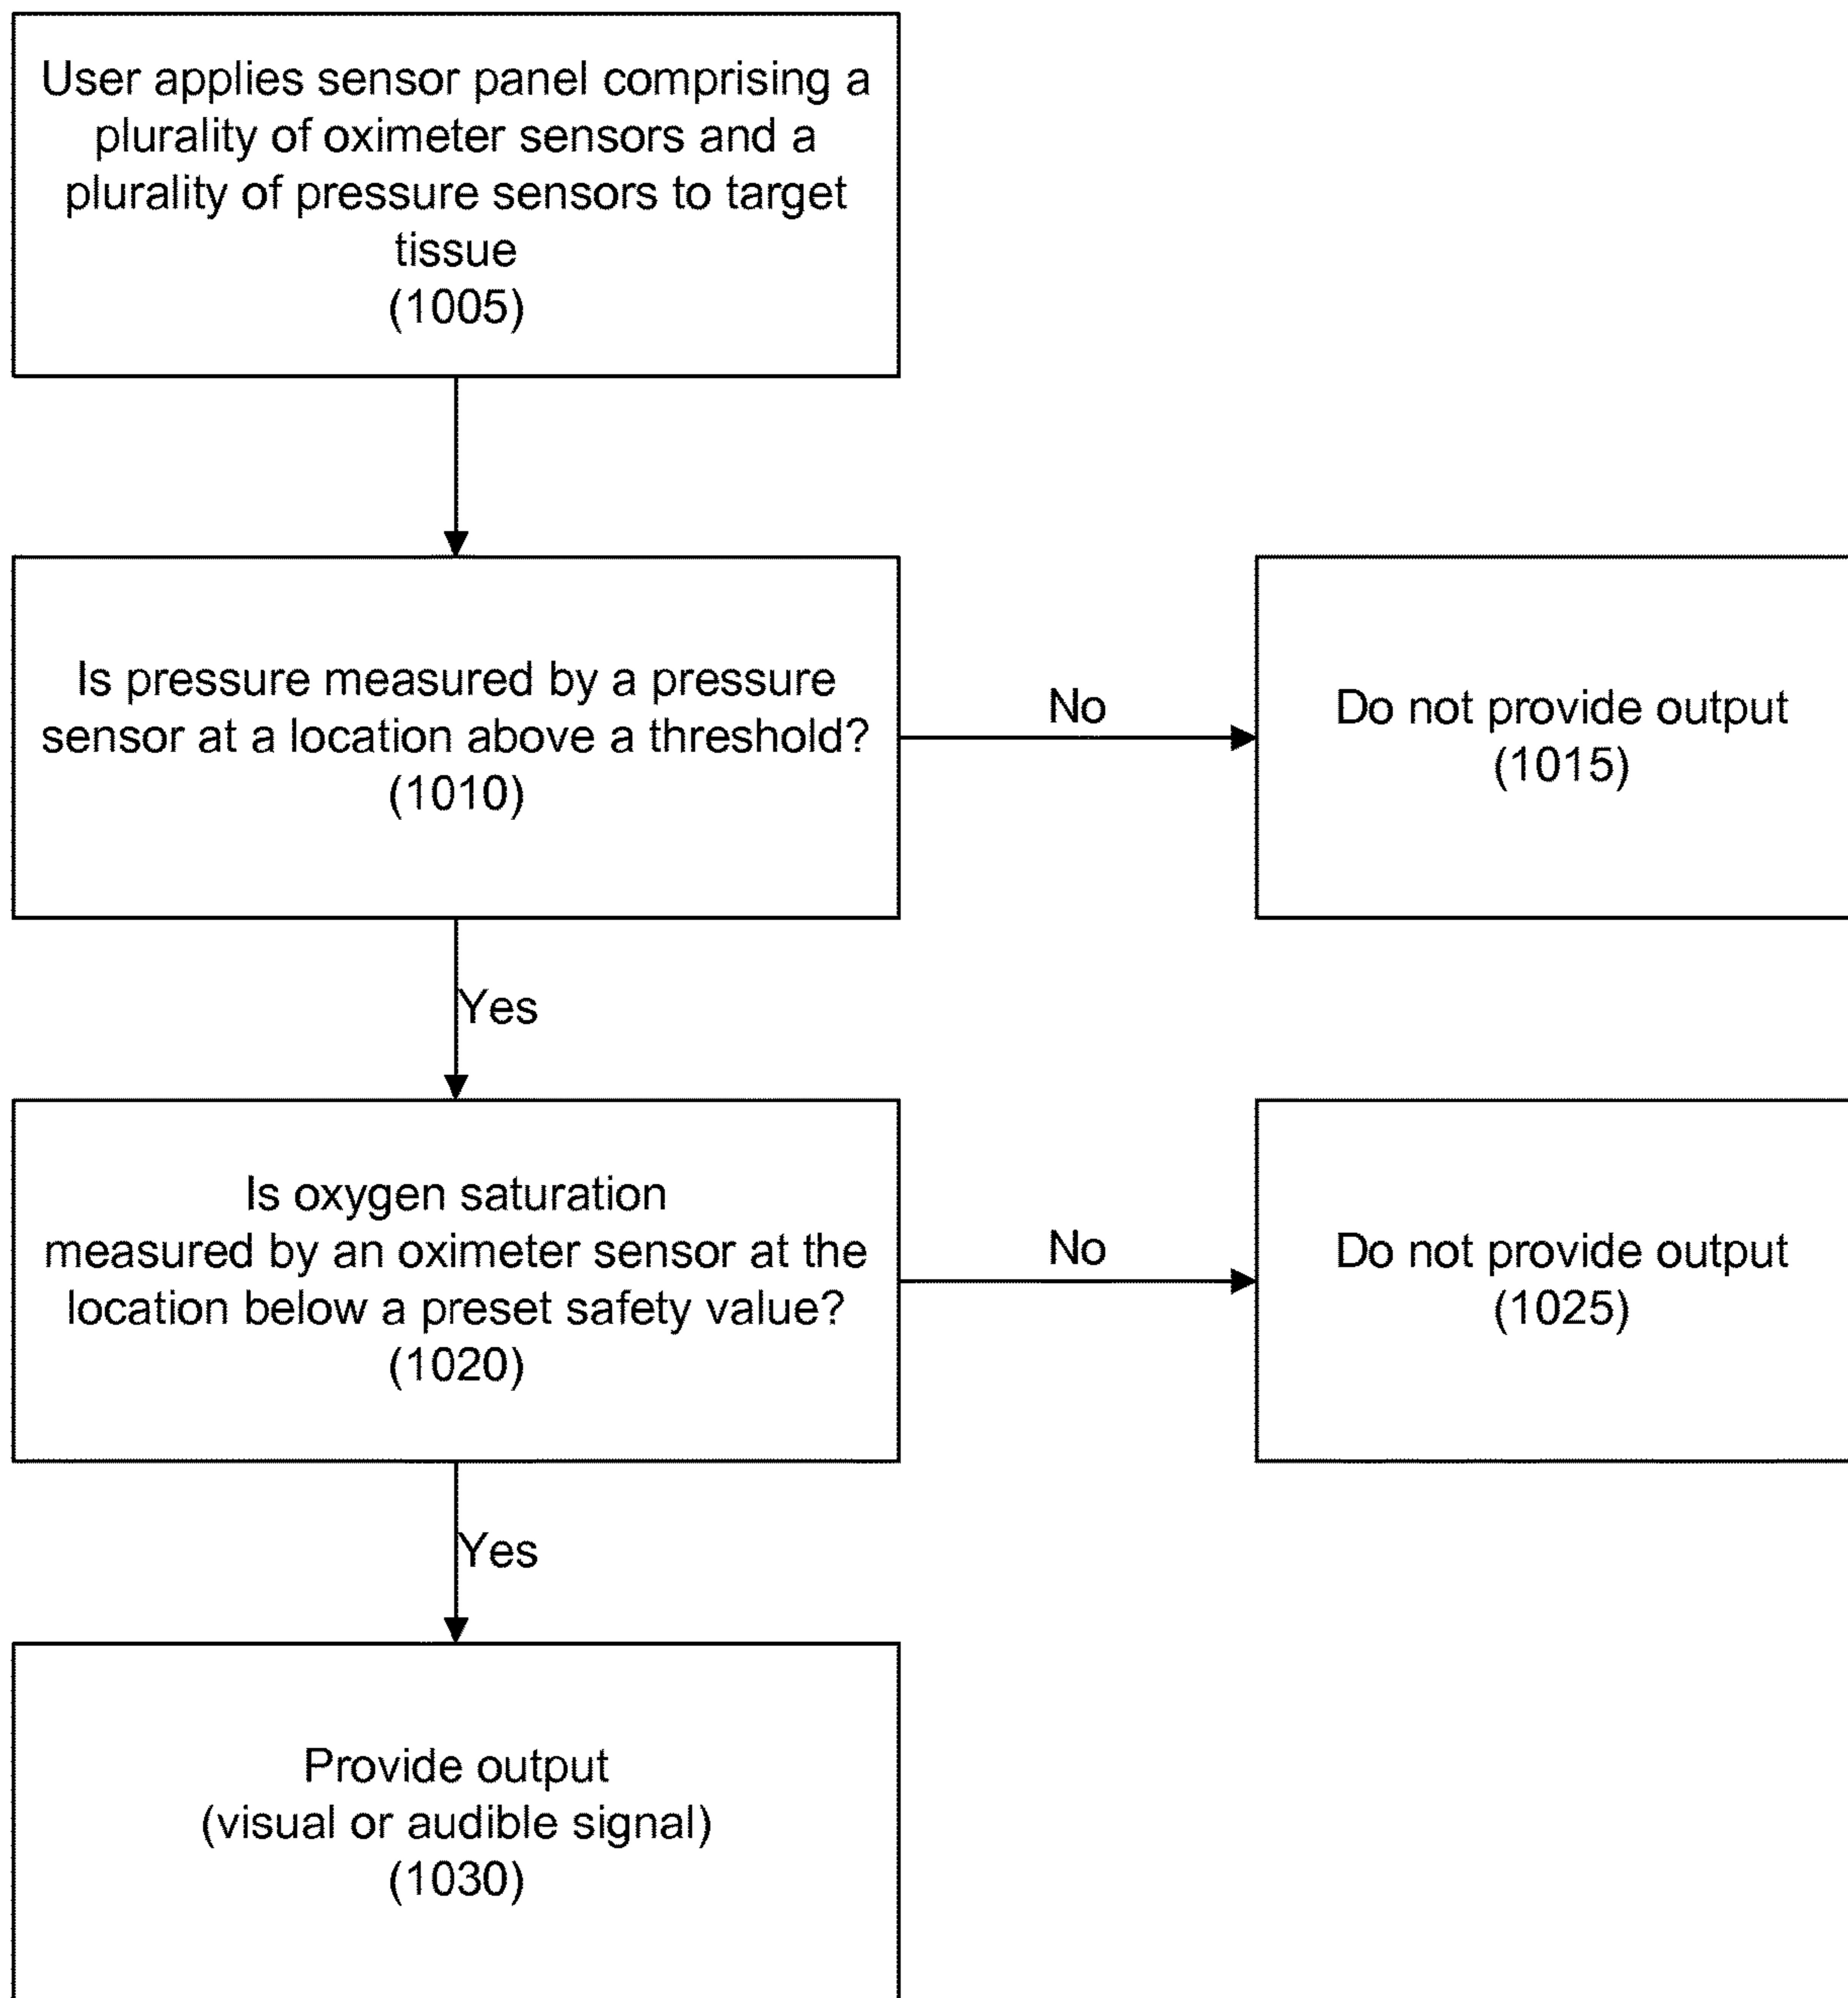 User applies sensor panel comprising a
plurality of oximeter sensors and a
plurality of pressure sensors to target
tissue
(1005)
Is pressure measured by a pressure
sensor at a location above a threshold?
(1010)
No
Do not provide output
(1015)
Yes
Is oxygen saturation
measured by an oximeter sensor at the
location below a preset safety value?
(1020)
No
Do not provide output
(1025)
Yes
Provide output
(visual or audible signal)
(1030)